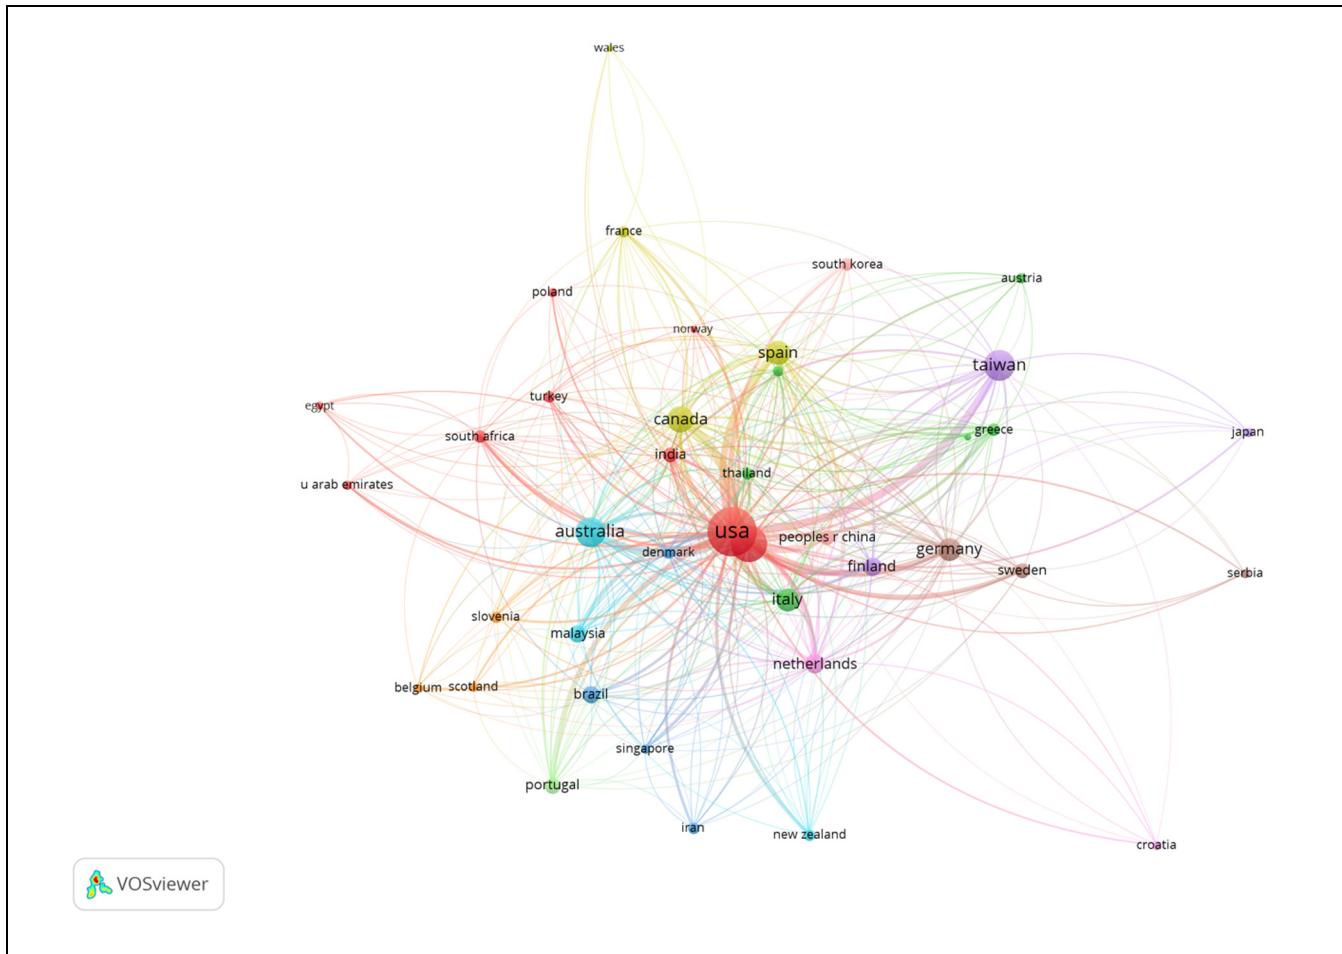 wales
france
south korea
austria
poland
norway
spain
taiwan
turkey
egypt
canada
greece
japan
south africa
india
thailand
u arab emirates
australia
usa
peoples r china
denmark
germany
finland
sweden
serbia
italy
slovenia
malaysia
netherlands
belgium
scotland
brazil
singapore
portugal
iran
new zealand
croatia
VOSviewer